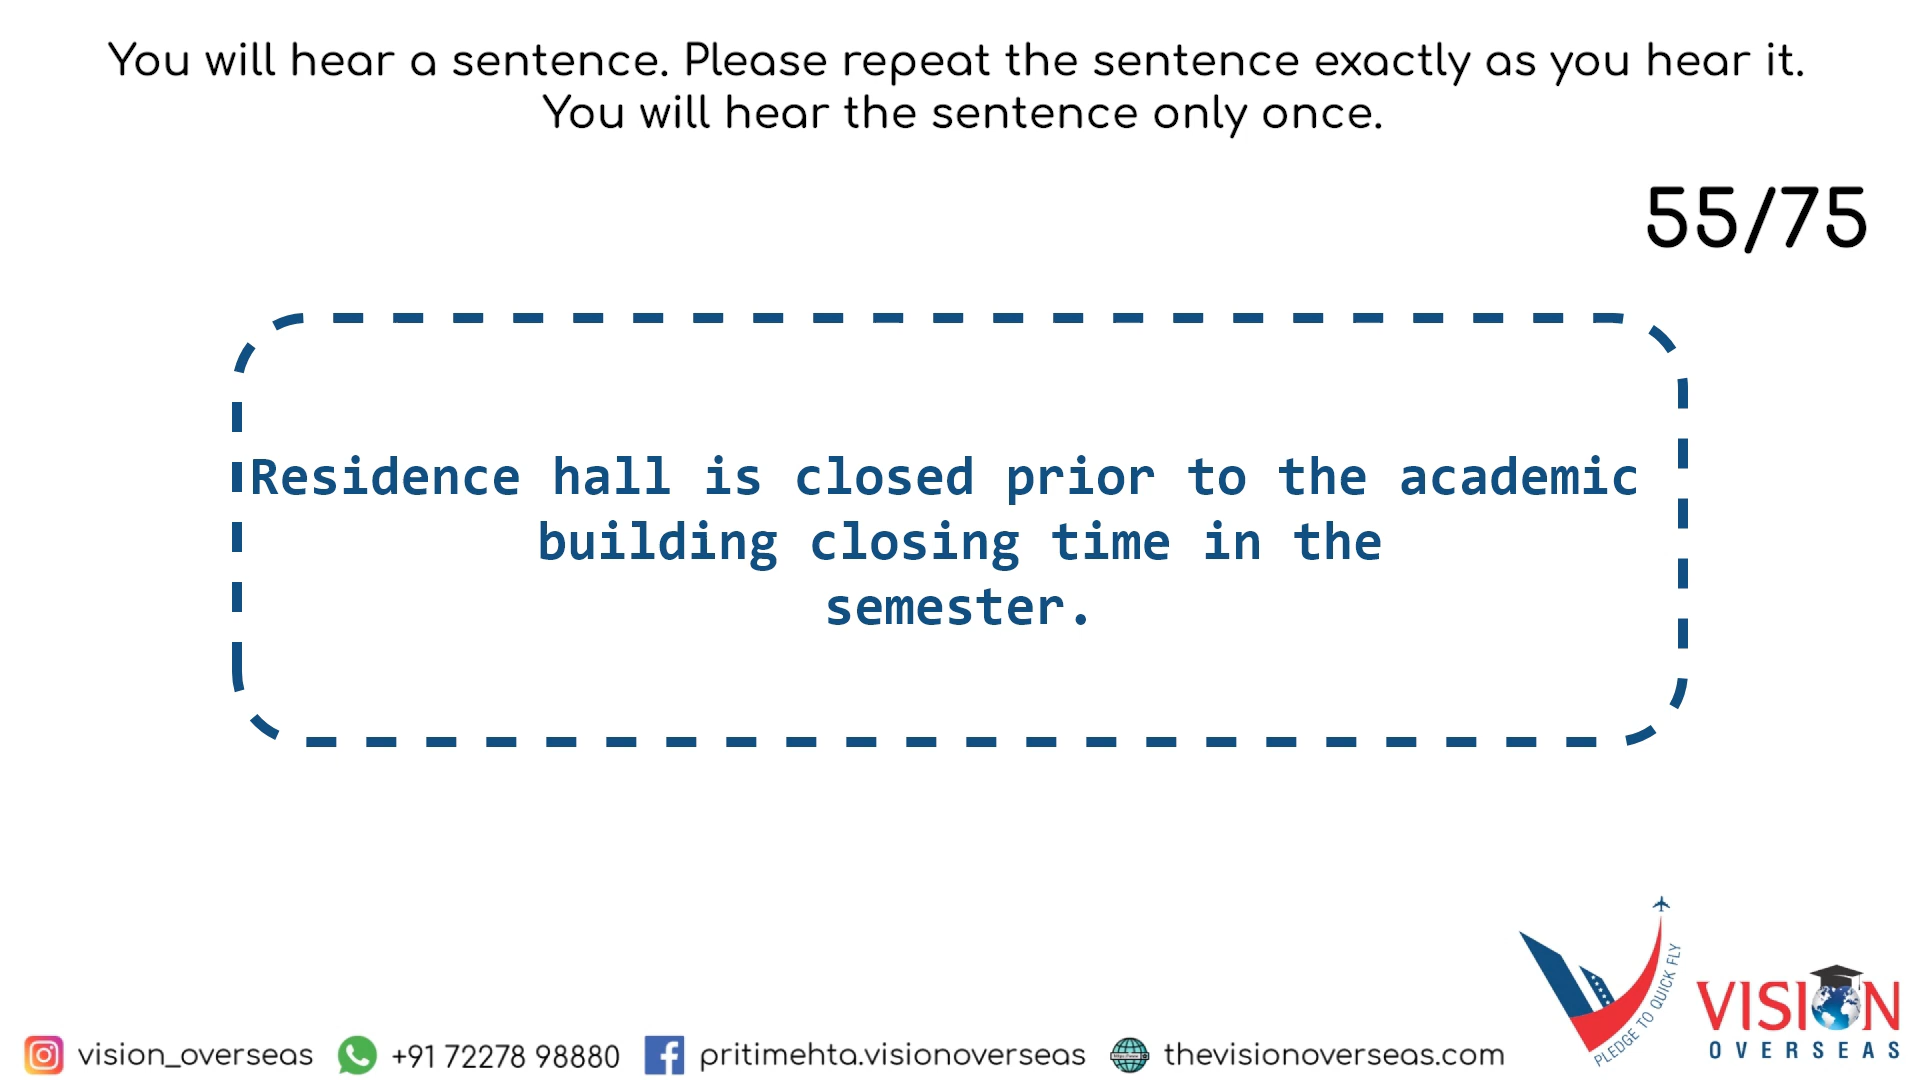 You will hear a sentence. Please repeat the sentence exactly as you hear it.
You will hear the sentence only once.
55/75
Residence hall is closed prior to the academic
building closing time in the
semester.
PLEDGE TO QUICK FLY
VISION
OVERSEAS
vision_overseas
+91 72278 98880
pritimehta.visionoverseas
thevisionoverseas.com